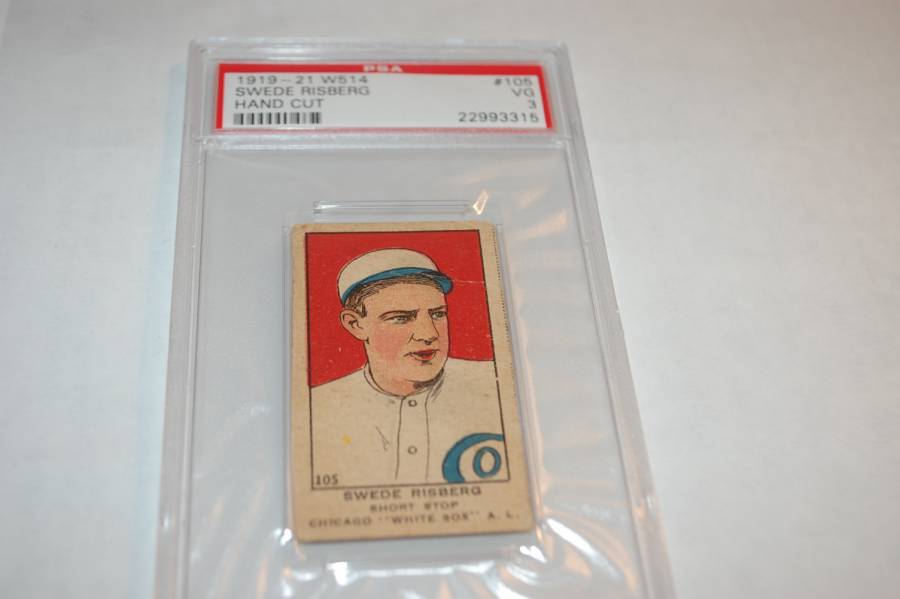 PSA
1919-21 W514 #105
SWEDE RISBERG VG
HAND CUT 3
22993315
105
SWEDE RISBERG
SHORT STOP
CHICAGO "WHITE SOX" A. L.